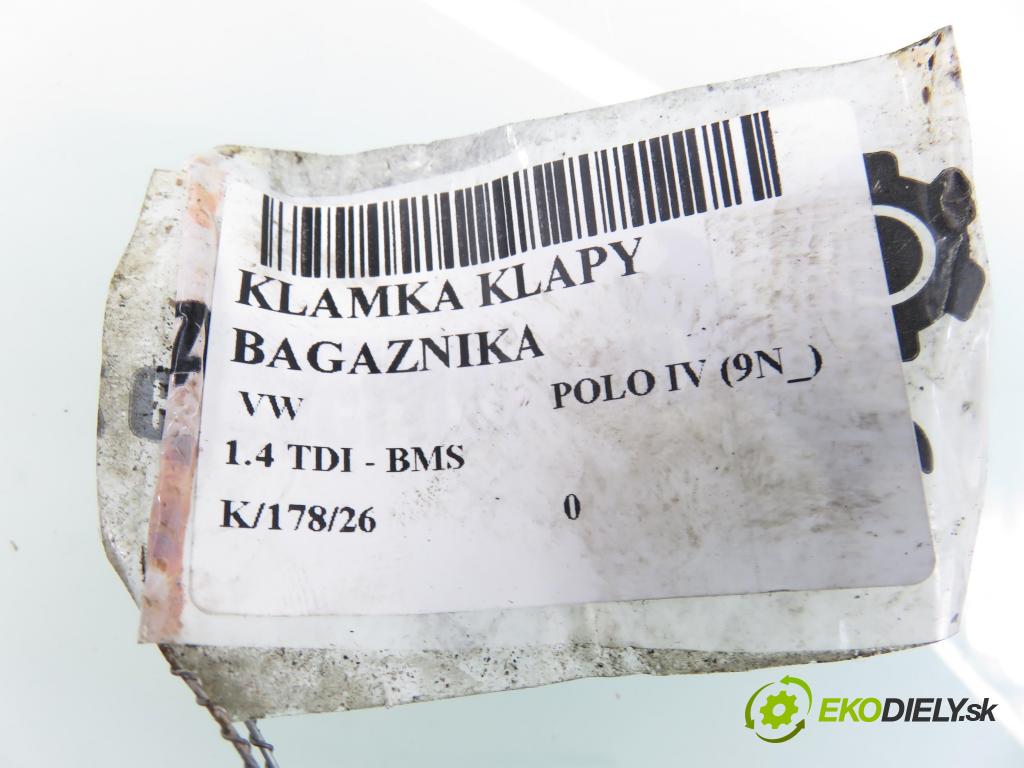 KLAMKA KLAPY
BAGAZNIKA
VW POLO IV (9N_)
1.4 TDI - BMS
K/178/26 0
EKODIELY.sk